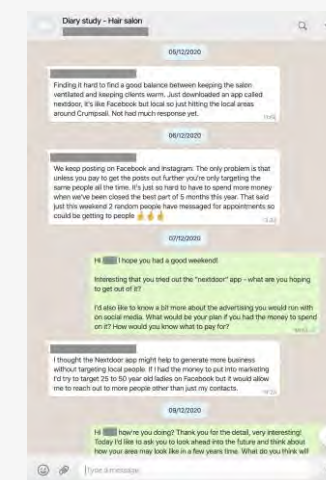 Diary study - Hair salon
05/12/2020
Finding it hard to find a good balance between keeping the salon
ventilated and keeping clients warm. Just downloaded an app called
nextdoor, it's like Facebook but local so just hitting the local areas
around Crumpsall. Not had much response yet.
06/12/2020
We keep posting on Facebook and Instagram. The only problem is that
unless you pay to get the posts out further you're only targeting the
same people all the time. It's just so hard to have to spend more money
when we've been closed the best part of 5 months this year. That said
just this weekend 2 random people have messaged for appointments so
could be getting to people 🤞🤞🤞
07/12/2020
Hi I hope you had a good weekend!
Interesting that you tried out the "nextdoor" app - what are you hoping
to get out of it?
I'd also like to know a bit more about the advertising you would run with
on social media. What would be your plan if you had the money to spend
on it? How would you know what to pay for?
I thought the Nextdoor app might help to generate more business
without targeting local people. If I had the money to put into marketing
I'd try to target 25 to 50 year old ladies on Facebook but it would allow
me to reach out to more people other than just my contacts.
09/12/2020
Hi how're you doing? Thank you for the detail, very interesting!
Today I'd like to ask you to look ahead into the future and think about
how your area may look like in a few years time. What do you think will
Type a message